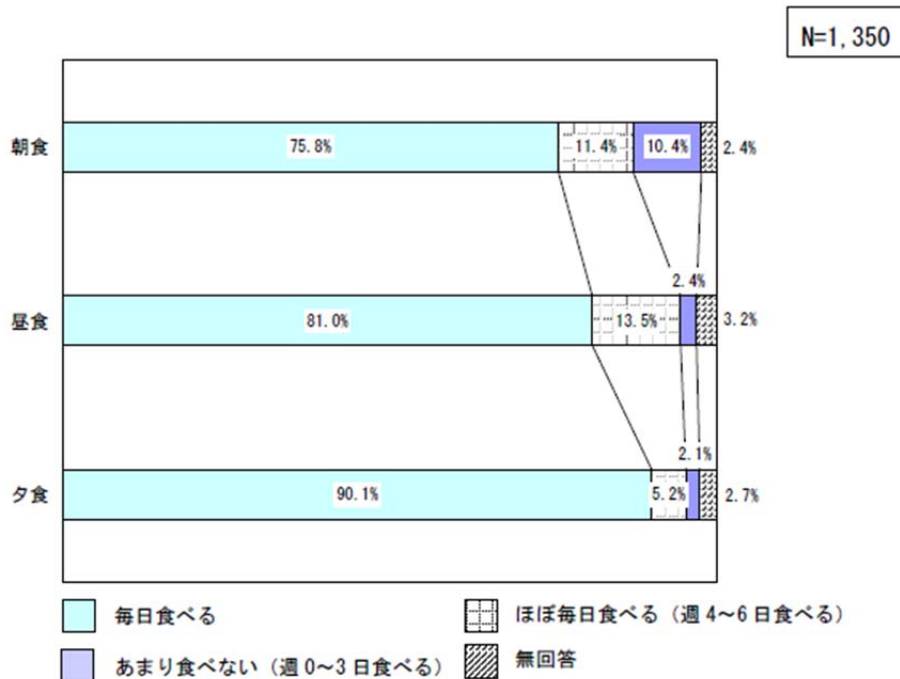 N=1,350
朝食
75.8%
11.4%
10.4%
2.4%
2.4%
昼食
81.0%
13.5%
3.2%
2.1%
夕食
90.1%
5.2%
2.7%
毎日食べる
ほぼ毎日食べる（週4～6日食べる）
あまり食べない（週0～3日食べる）
無回答